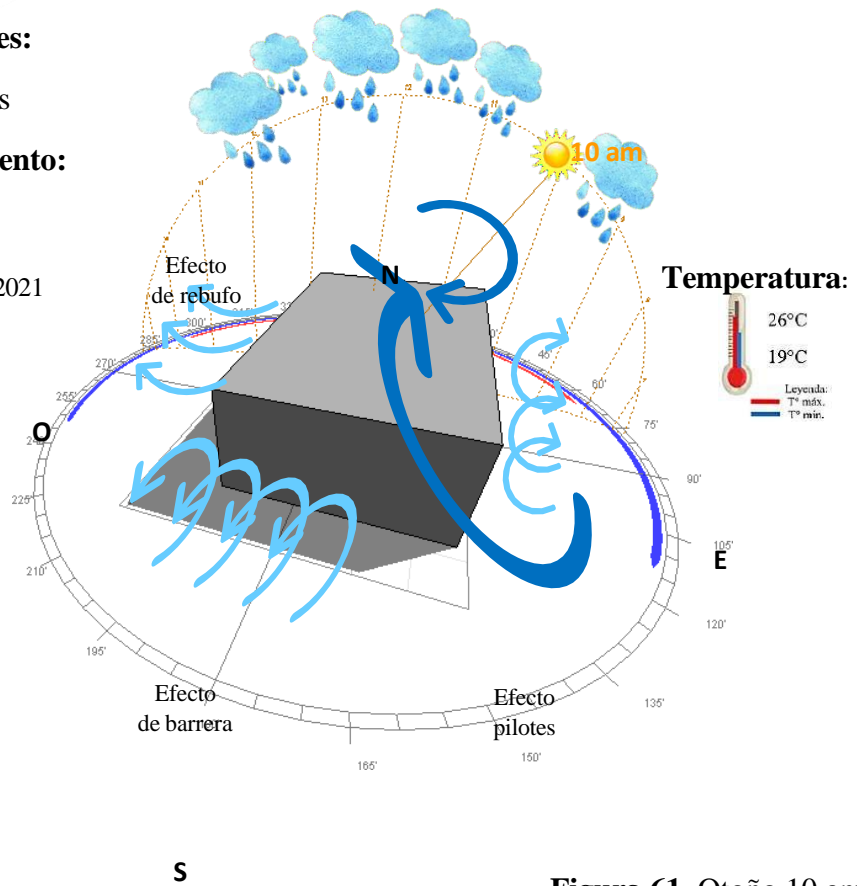 es:
s
ento:
2021
10 am
12
11
Efecto
de rebufo
N
Temperatura:
26°C
19°C
Leyenda:
T° máx.
T° min.
300'
285'
270'
255'
O
225'
210'
195'
45'
60'
75'
90'
105'
E
120'
135'
150'
165'
Efecto
de barrera
Efecto
pilotes
S
Figura 61. Otoño 10 am